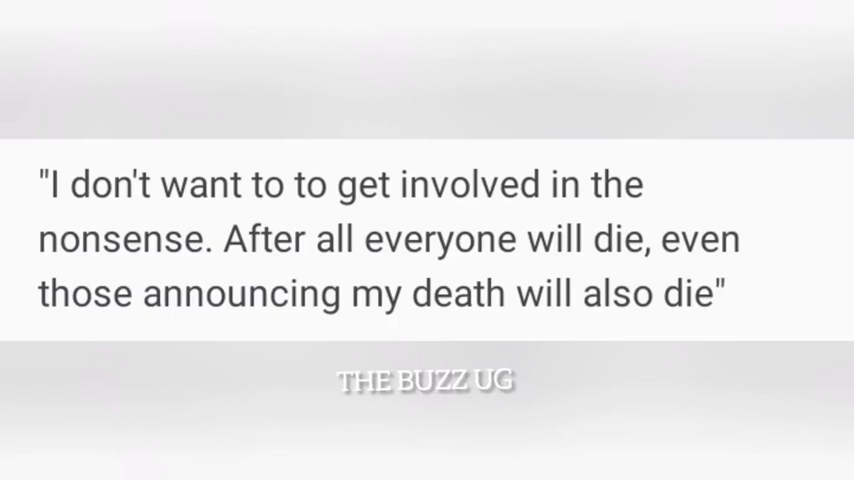 "I don't want to to get involved in the
nonsense. After all everyone will die, even
those announcing my death will also die"
THE BUZZ UG